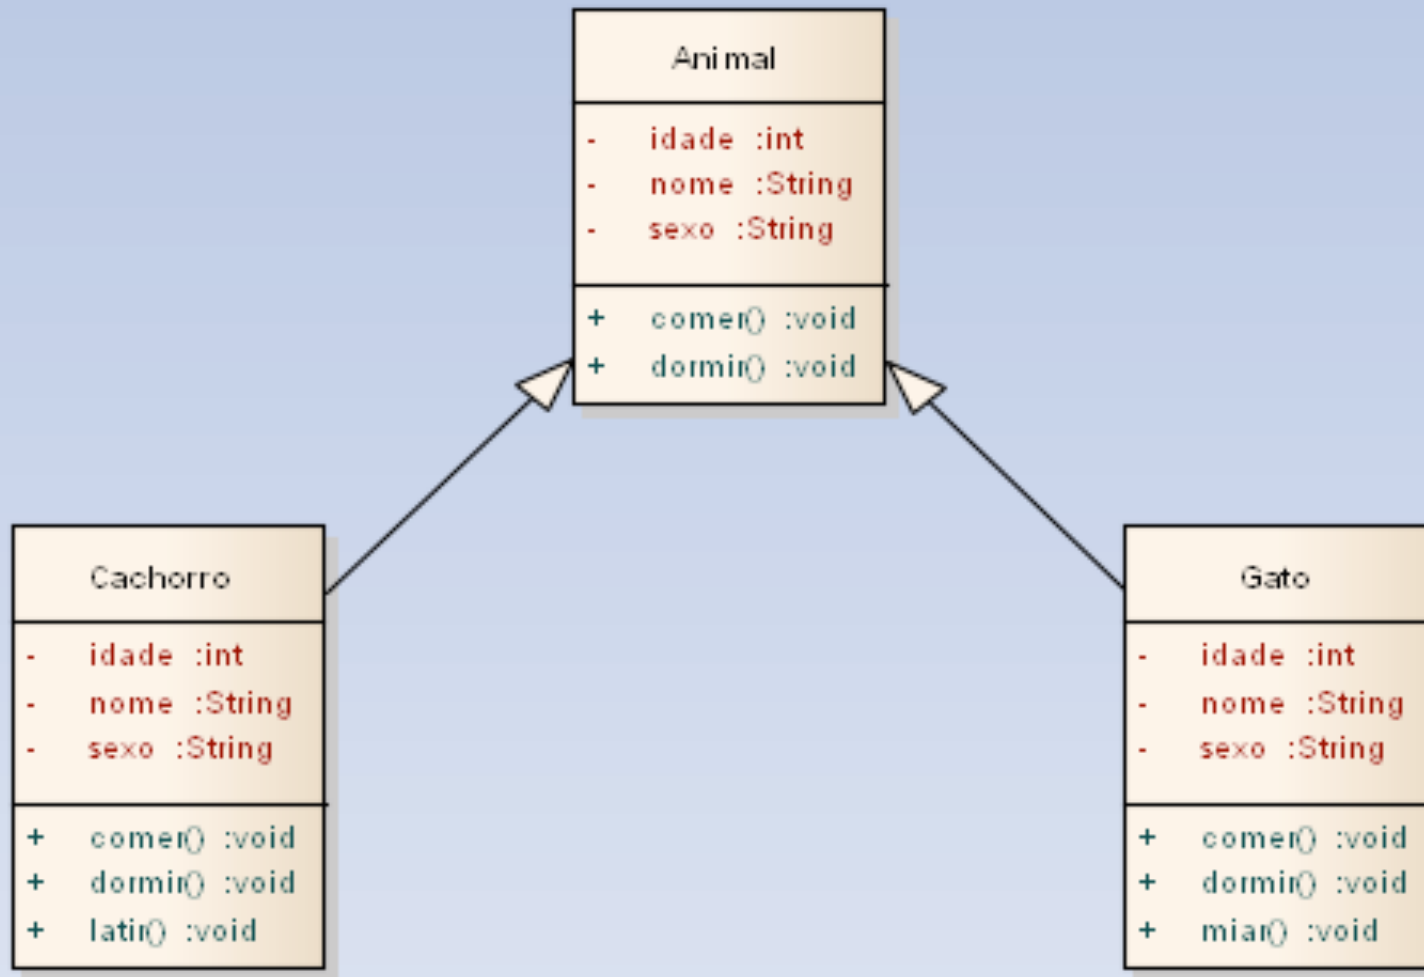 Animal
- idade :int
- nome :String
- sexo :String
+ comer() :void
+ dormir() :void
Cachorro
- idade :int
- nome :String
- sexo :String
+ comer() :void
+ dormir() :void
+ latir() :void
Gato
- idade :int
- nome :String
- sexo :String
+ comer() :void
+ dormir() :void
+ miar() :void